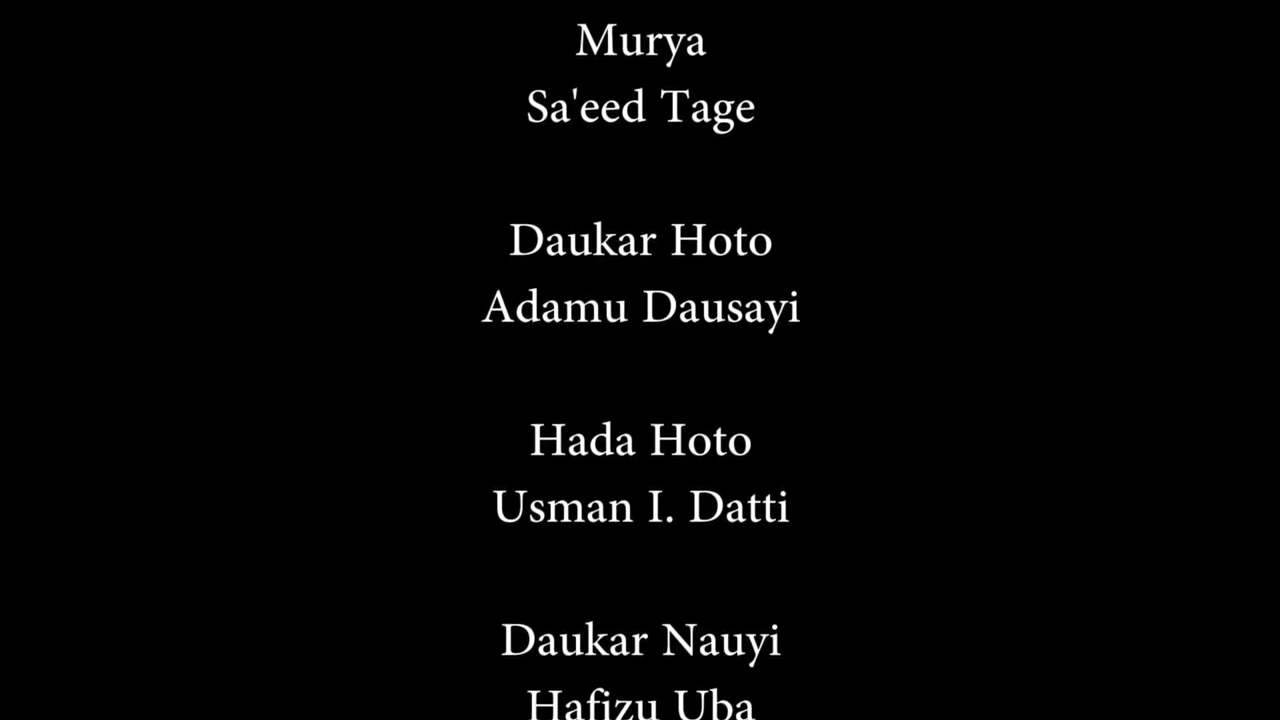 Murya
Sa'eed Tage
Daukar Hoto
Adamu Dausayi
Hada Hoto
Usman I. Datti
Daukar Nauyi
Hafizu Uba